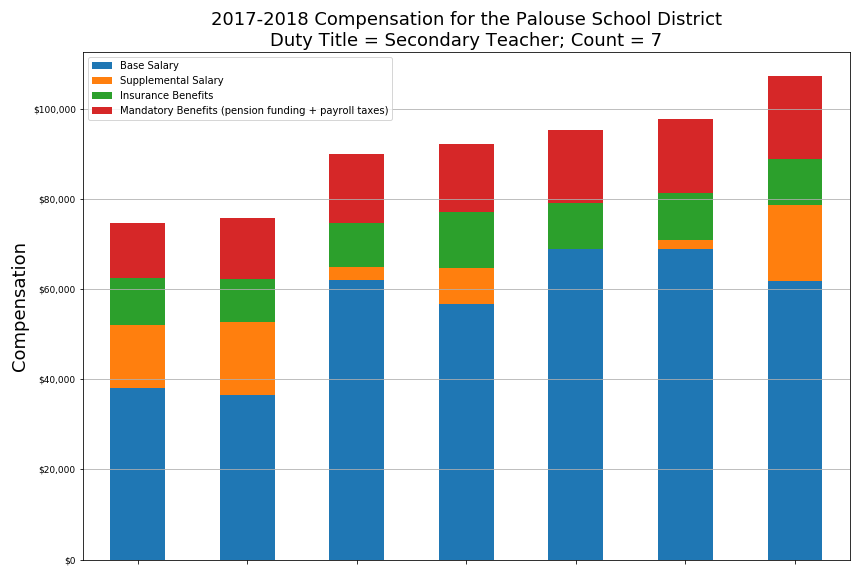 2017-2018 Compensation for the Palouse School District
Duty Title = Secondary Teacher; Count = 7
Base Salary
Supplemental Salary
Insurance Benefits
Mandatory Benefits (pension funding + payroll taxes)
Compensation
$100,000
$80,000
$60,000
$40,000
$20,000
$0